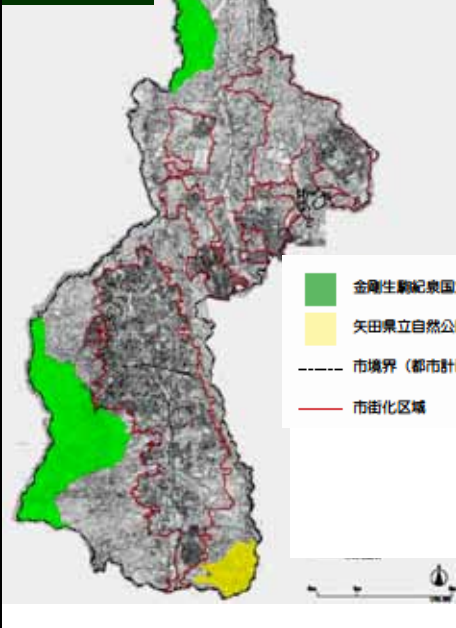 金剛生駒紀泉国
矢田県立自然公
市境界（都市計
市街化区域